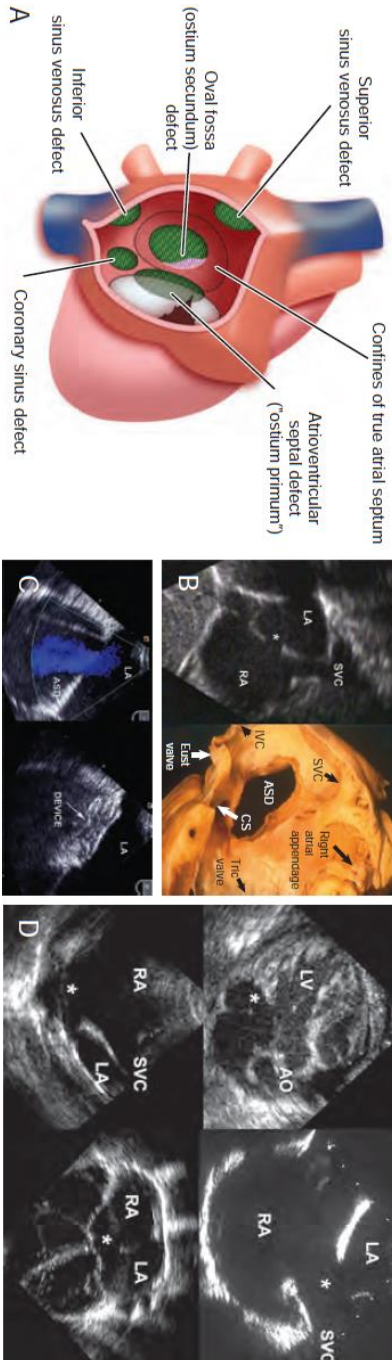 Confines of true atrial septum
Superior
sinus venosus defect
Atrioventricular
septal defect
("ostium primum")
Oval fossa
(ostium secundum)
defect
Inferior
sinus venosus defect
Coronary sinus defect
A
LA
SVC
*
RA
B
SVC
Right
atrial
appendage
ASD
IVC
CS
Eust
valve
Tric
valve
LA
ASD
C
LA
DEVICE
LV
*
AO
LA
*
RA
SVC
RA
SVC
*
LA
D
RA
*
LA